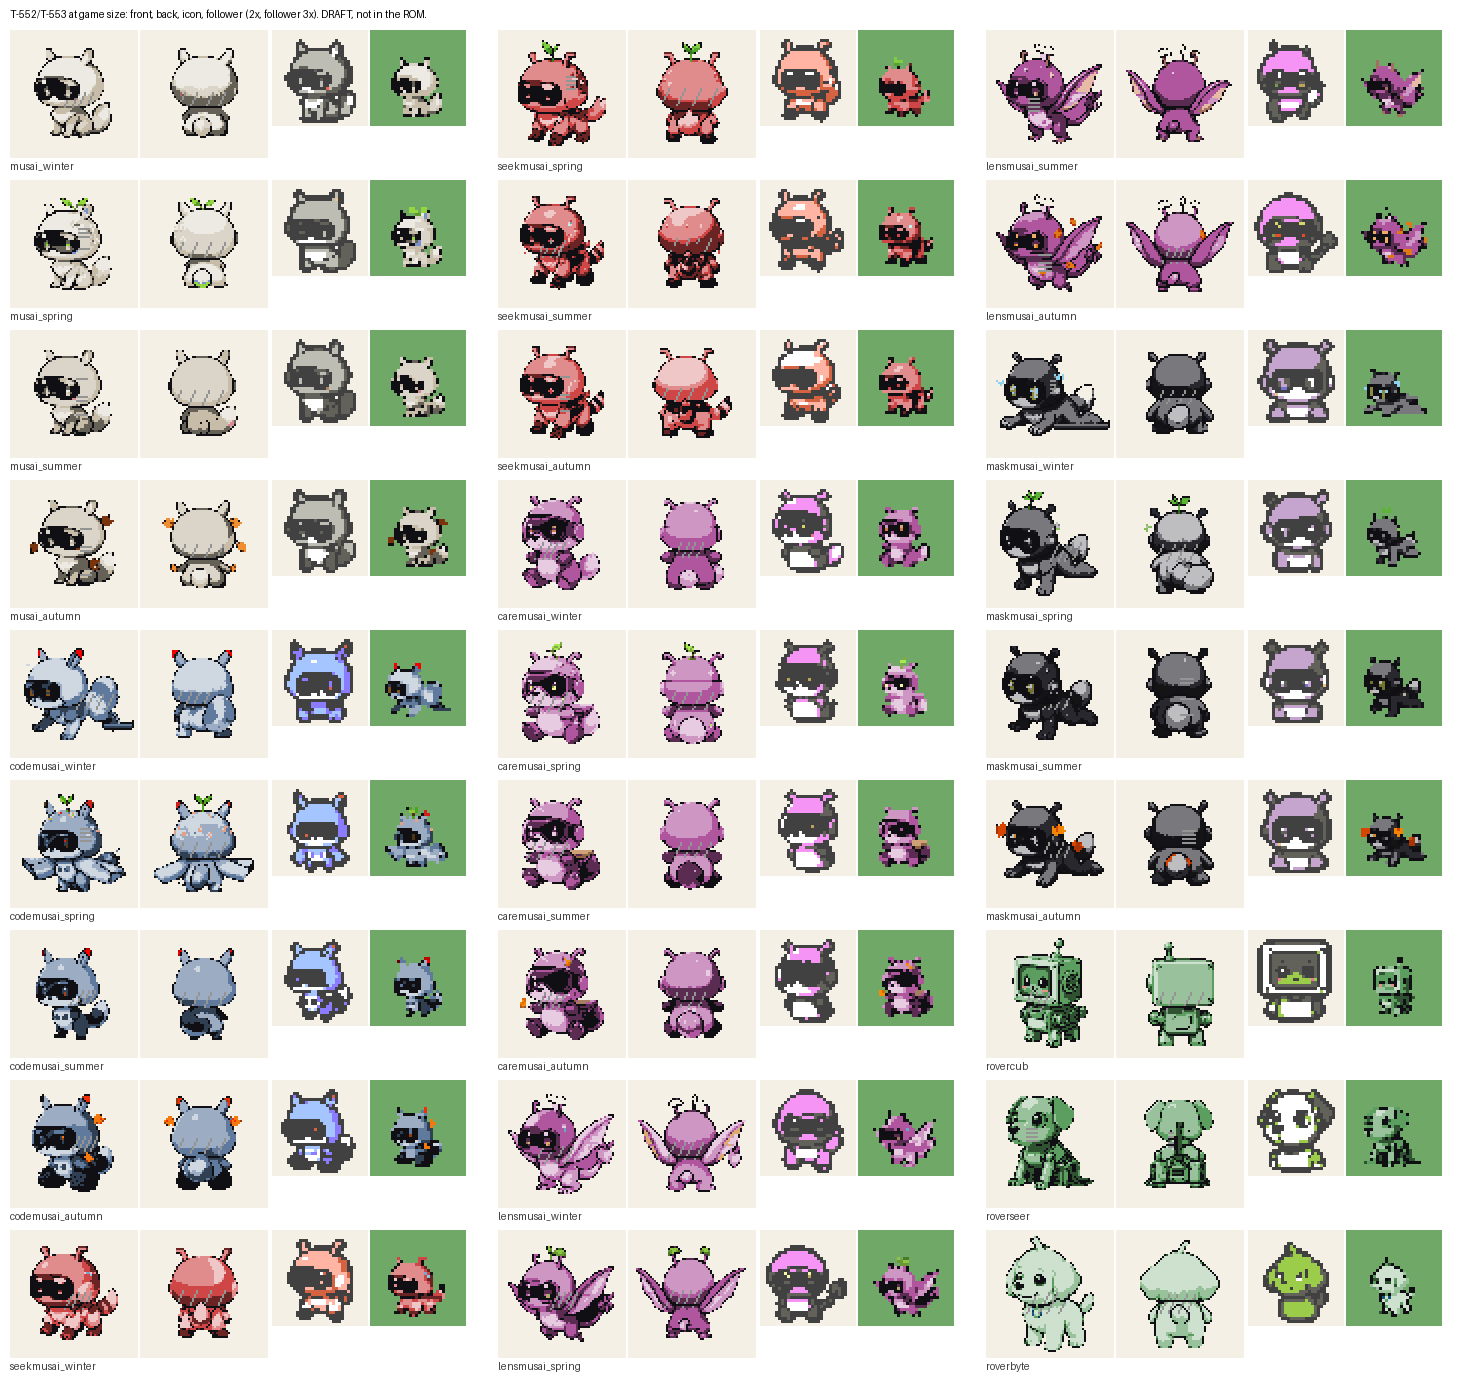 T-552/T-553 at game size: front, back, icon, follower (2x, follower 3x). DRAFT, not in the ROM.
musai_winter
seekmusai_spring
lensmusai_summer
musai_spring
seekmusai_summer
lensmusai_autumn
musai_summer
seekmusai_autumn
maskmusai_winter
musai_autumn
caremusai_winter
maskmusai_spring
codemusai_winter
caremusai_spring
maskmusai_summer
codemusai_spring
caremusai_summer
maskmusai_autumn
codemusai_summer
caremusai_autumn
rovercub
codemusai_autumn
lensmusai_winter
roverseer
seekmusai_winter
lensmusai_spring
roverbyte